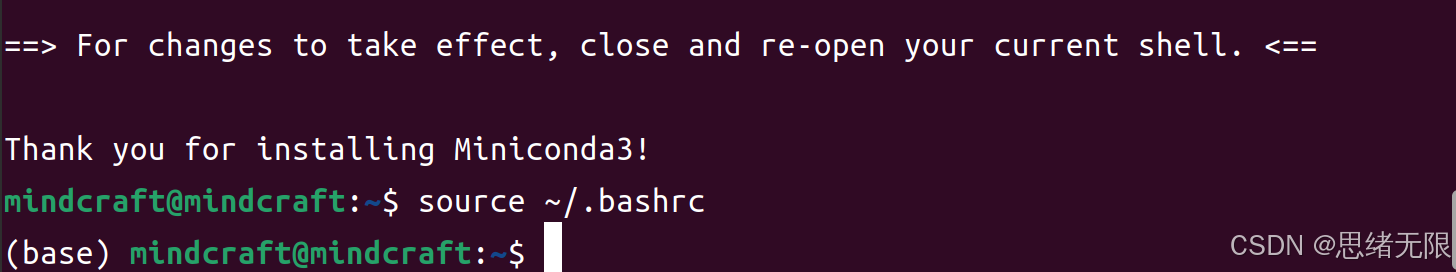 ==> For changes to take effect, close and re-open your current shell. <==
Thank you for installing Miniconda3!
mindcraft@mindcraft:~$ source ~/.bashrc
(base) mindcraft@mindcraft:~$
CSDN @思绪无限